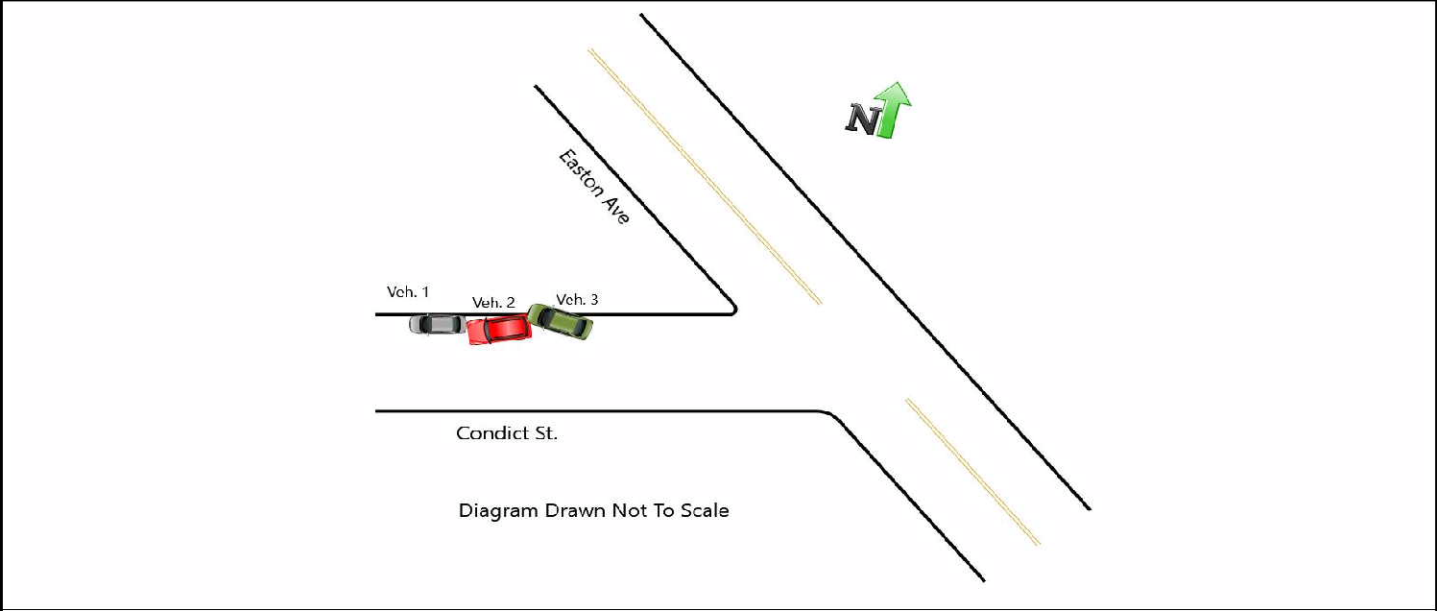 N
Easton Ave
Veh. 1
Veh. 2
Veh. 3
Condict St.
Diagram Drawn Not To Scale